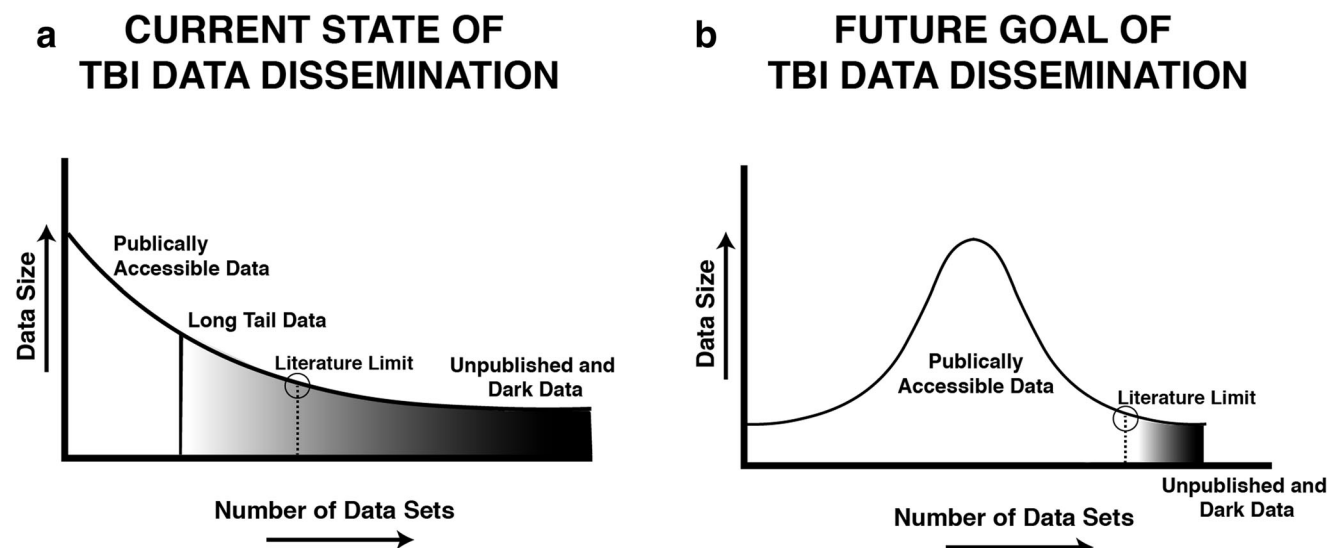 a
CURRENT STATE OF
TBI DATA DISSEMINATION
Data Size
Publically
Accessible Data
Long Tail Data
Literature Limit
Unpublished and
Dark Data
Number of Data Sets
b
FUTURE GOAL OF
TBI DATA DISSEMINATION
Data Size
Publically
Accessible Data
Literature Limit
Unpublished and
Dark Data
Number of Data Sets